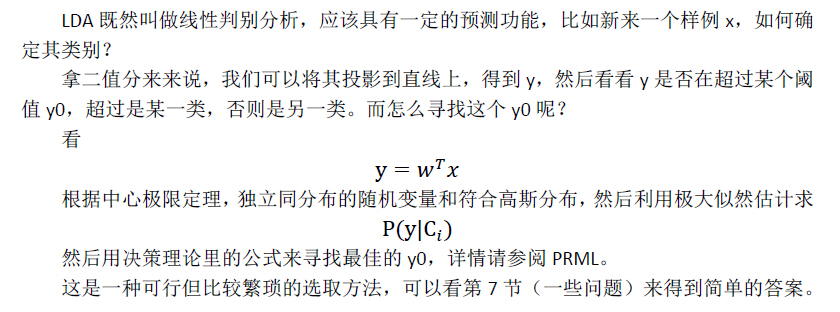 LDA 既然叫做线性判别分析，应该具有一定的预测功能，比如新来一个样例 x，如何确
定其类别？
拿二值分来来说，我们可以将其投影到直线上，得到 y，然后看看 y 是否在超过某个阈
值 y0，超过是某一类，否则是另一类。而怎么寻找这个 y0 呢？
看
y = wᵀx
根据中心极限定理，独立同分布的随机变量和符合高斯分布，然后利用极大似然估计求
P(y|Cᵢ)
然后用决策理论里的公式来寻找最佳的 y0，详情请参阅 PRML。
这是一种可行但比较繁琐的选取方法，可以看第 7 节（一些问题）来得到简单的答案。